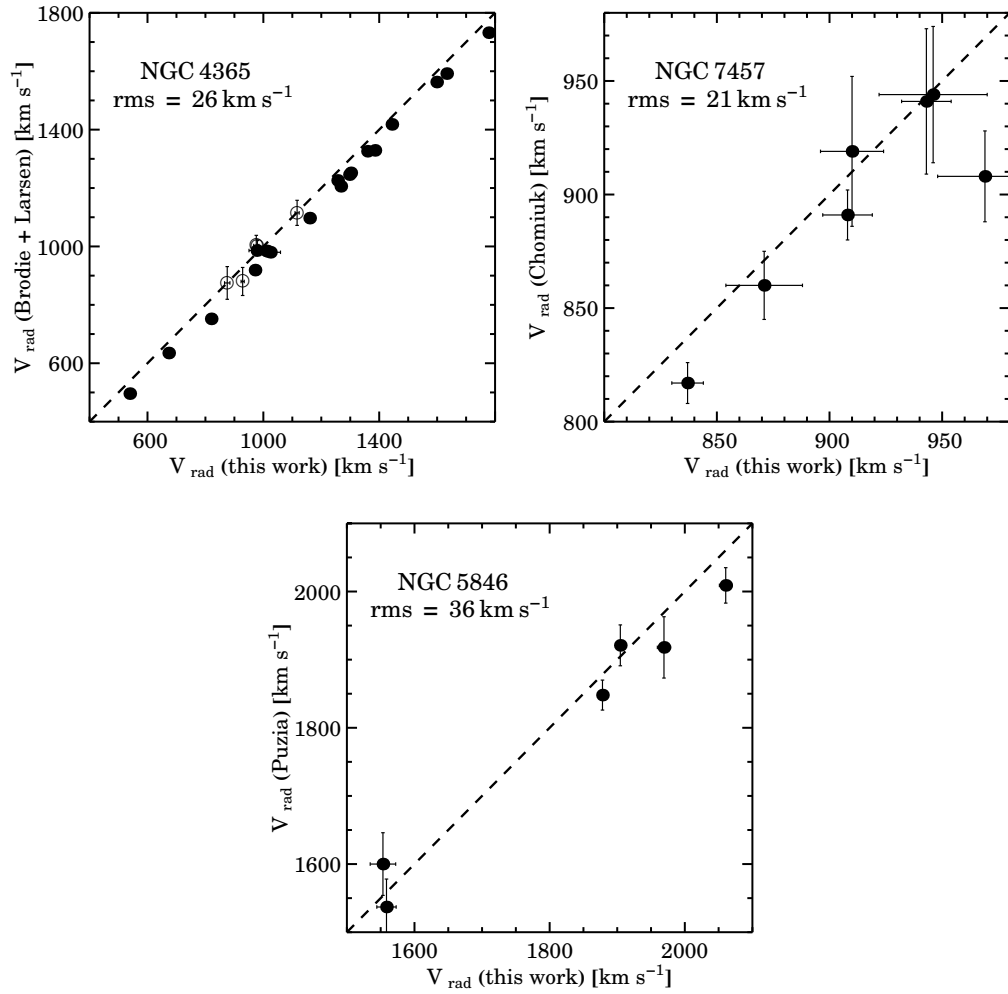 1800
1400
1000
600
V rad (Brodie + Larsen) [km s⁻¹]
NGC 4365
rms = 26 km s⁻¹
600 1000 1400
V rad (this work) [km s⁻¹]
950
900
850
800
V rad (Chomiuk) [km s⁻¹]
NGC 7457
rms = 21 km s⁻¹
850 900 950
V rad (this work) [km s⁻¹]
2000
1800
1600
V rad (Puzia) [km s⁻¹]
NGC 5846
rms = 36 km s⁻¹
1600 1800 2000
V rad (this work) [km s⁻¹]